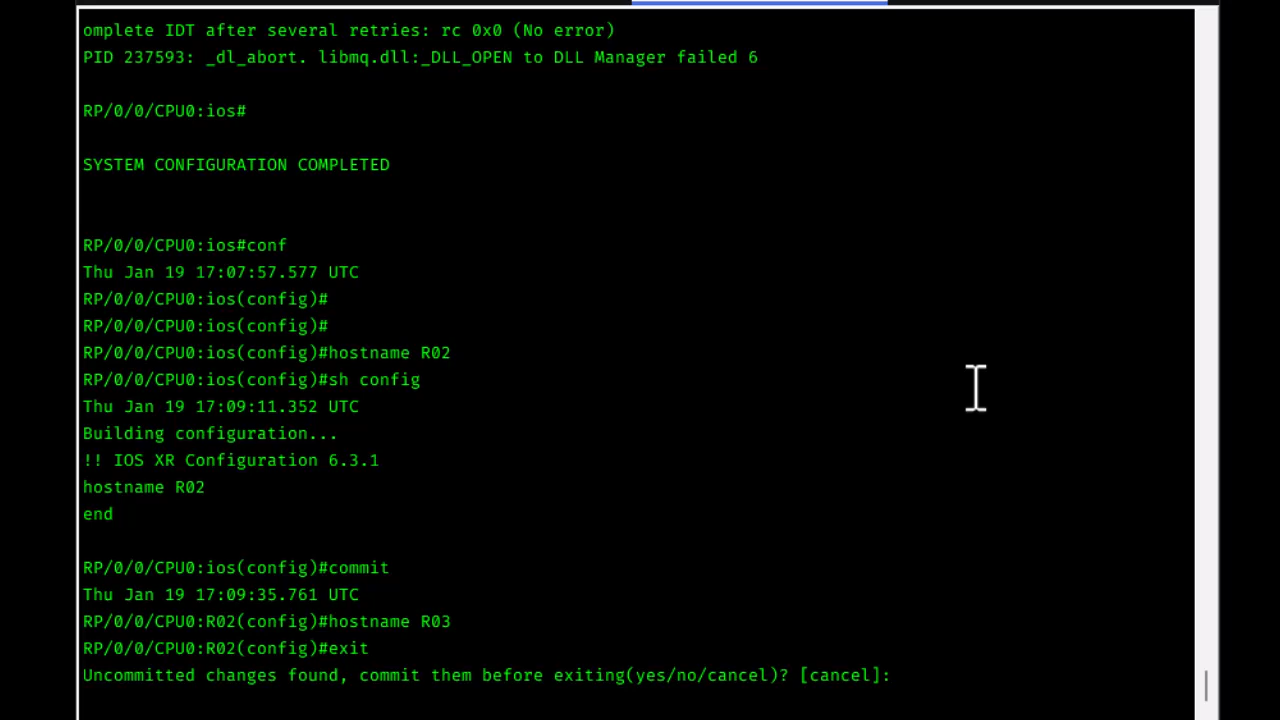 omplete IDT after several retries: rc 0x0 (No error)
PID 237593: _dl_abort. libmq.dll:_DLL_OPEN to DLL Manager failed 6
RP/0/0/CPU0:ios#
SYSTEM CONFIGURATION COMPLETED
RP/0/0/CPU0:ios#conf
Thu Jan 19 17:07:57.577 UTC
RP/0/0/CPU0:ios(config)#
RP/0/0/CPU0:ios(config)#
RP/0/0/CPU0:ios(config)#hostname R02
RP/0/0/CPU0:ios(config)#sh config
Thu Jan 19 17:09:11.352 UTC
Building configuration...
!! IOS XR Configuration 6.3.1
hostname R02
end
RP/0/0/CPU0:ios(config)#commit
Thu Jan 19 17:09:35.761 UTC
RP/0/0/CPU0:R02(config)#hostname R03
RP/0/0/CPU0:R02(config)#exit
Uncommitted changes found, commit them before exiting(yes/no/cancel)? [cancel]: